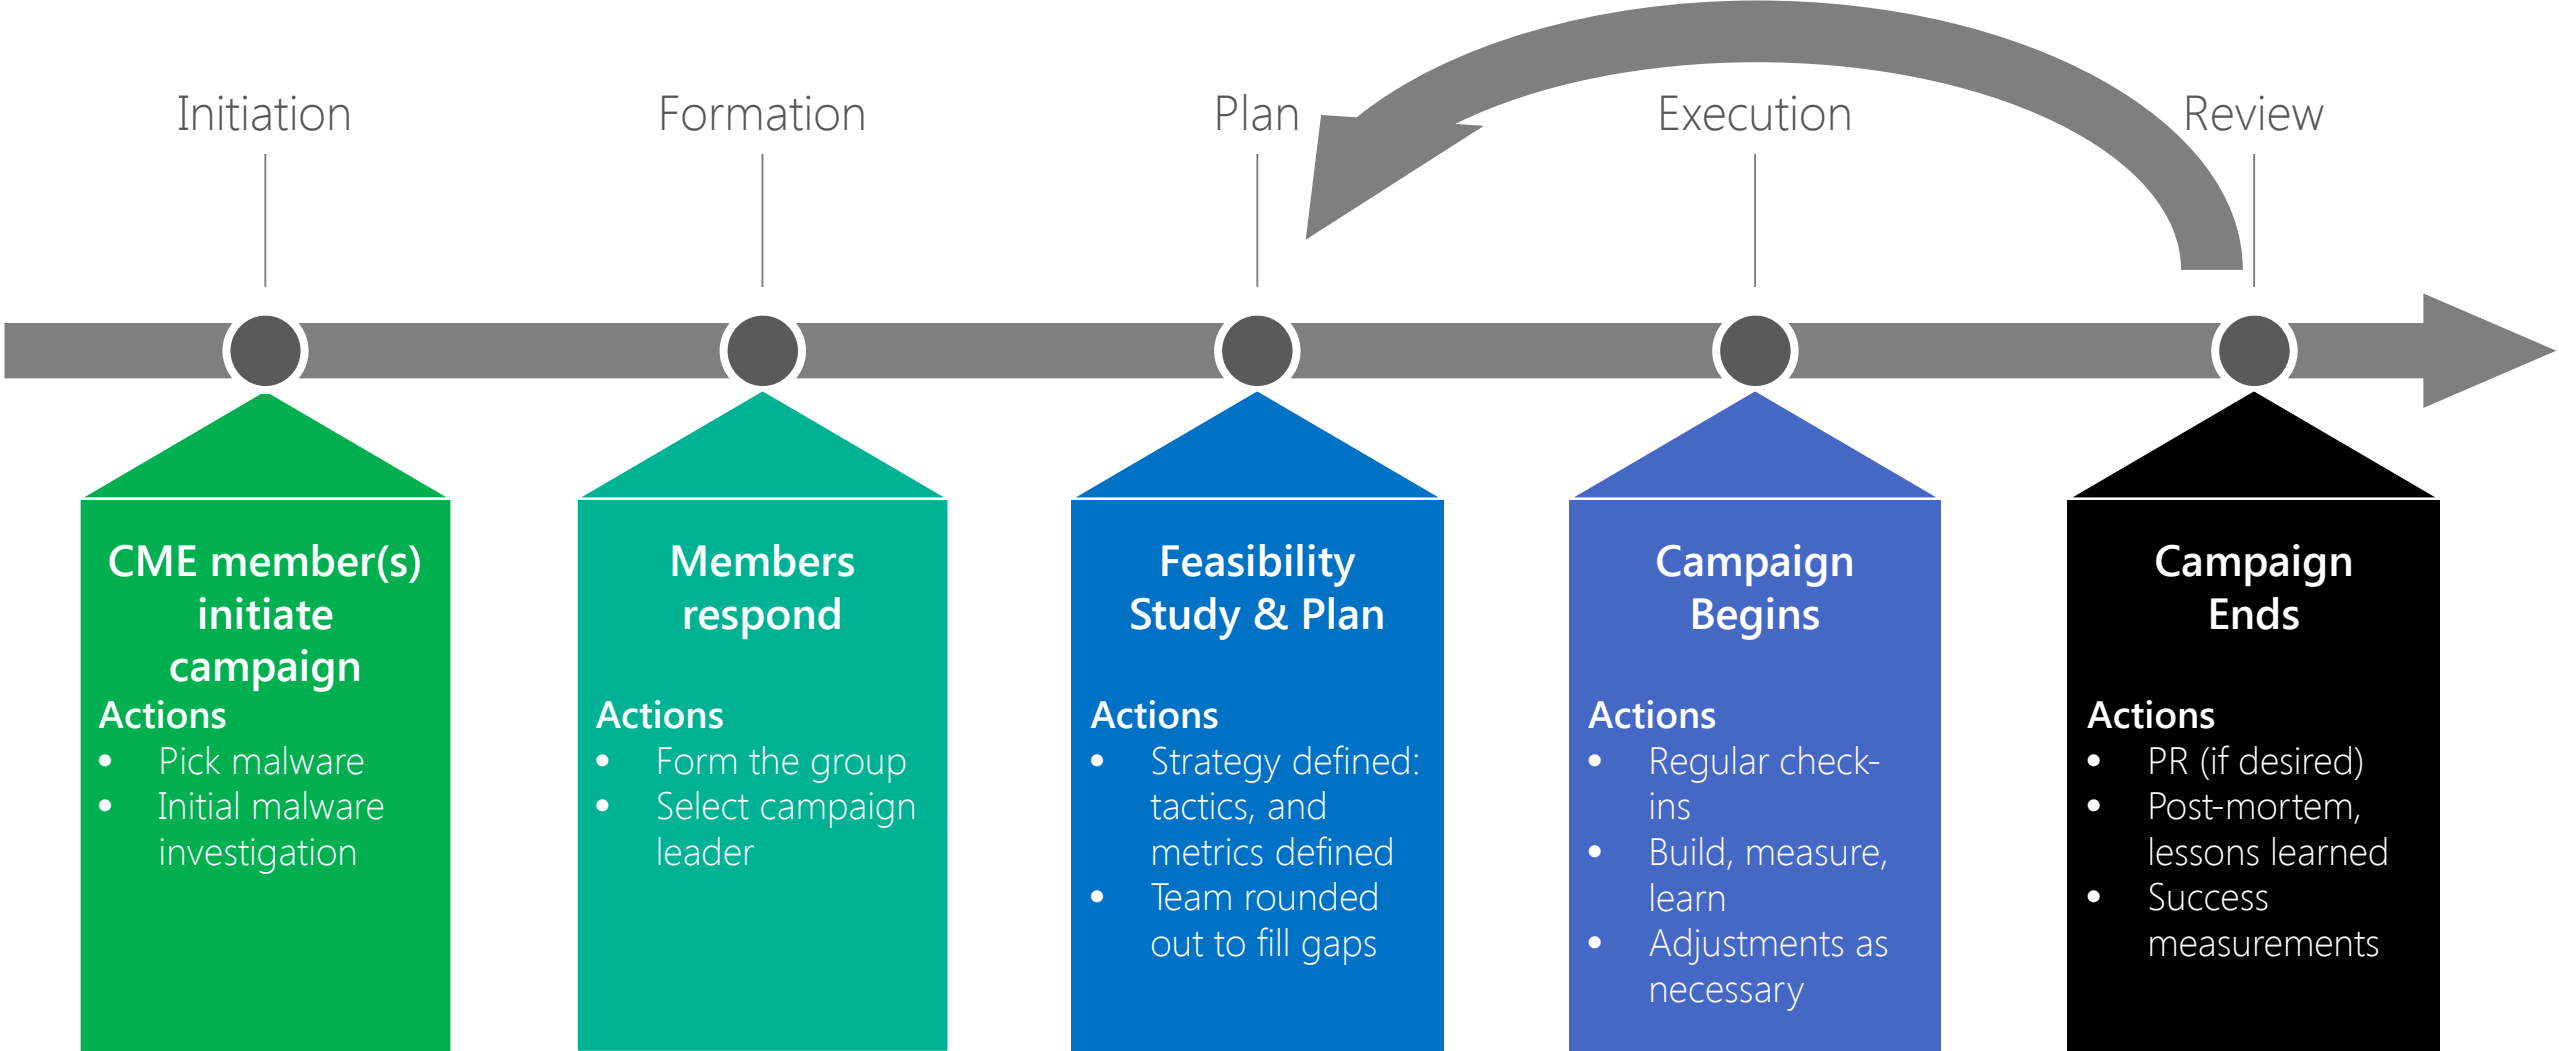 Initiation
Formation
Plan
Execution
Review
CME member(s)
initiate
campaign
Actions
• Pick malware
• Initial malware
investigation
Members
respond
Actions
• Form the group
• Select campaign
leader
Feasibility
Study & Plan
Actions
• Strategy defined:
tactics, and
metrics defined
• Team rounded
out to fill gaps
Campaign
Begins
Actions
• Regular check-
ins
• Build, measure,
learn
• Adjustments as
necessary
Campaign
Ends
Actions
• PR (if desired)
• Post-mortem,
lessons learned
• Success
measurements